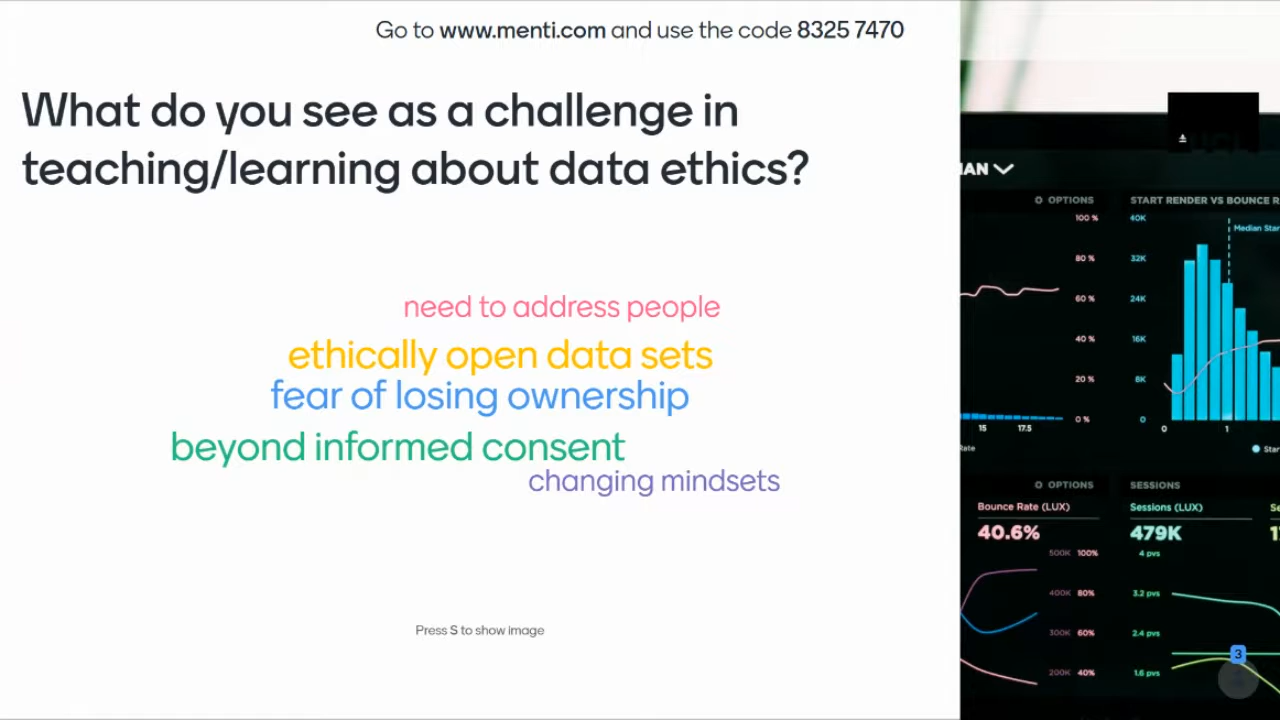 Go to www.menti.com and use the code 8325 7470
What do you see as a challenge in
teaching/learning about data ethics?
need to address people
ethically open data sets
fear of losing ownership
beyond informed consent
changing mindsets
Press S to show image
OPTIONS
100 %
80 %
60 %
40 %
20 %
0 %
15
17.5
START RENDER VS BOUNCE
40K
Median
32K
24K
16K
8K
0
0
1
OPTIONS
Bounce Rate (LUX)
40.6%
500K 100%
400K 80%
300K 60%
200K 40%
SESSIONS
Sessions (LUX)
479K
4 pvs
3.2 pvs
2.4 pvs
1.6 pvs
3